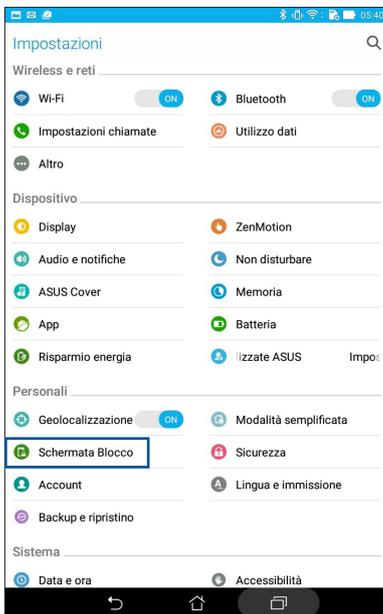 05:40
Impostazioni
Wireless e reti
Wi-Fi ON Bluetooth ON
Impostazioni chiamate Utilizzo dati
Altro
Dispositivo
Display ZenMotion
Audio e notifiche Non disturbare
ASUS Cover Memoria
App Batteria
Risparmio energia lizzate ASUS Impos
Personali
Geolocalizzazione ON Modalità semplificata
Schermata Blocco Sicurezza
Account A Lingua e immissione
Backup e ripristino
Sistema
Data e ora Accessibilità